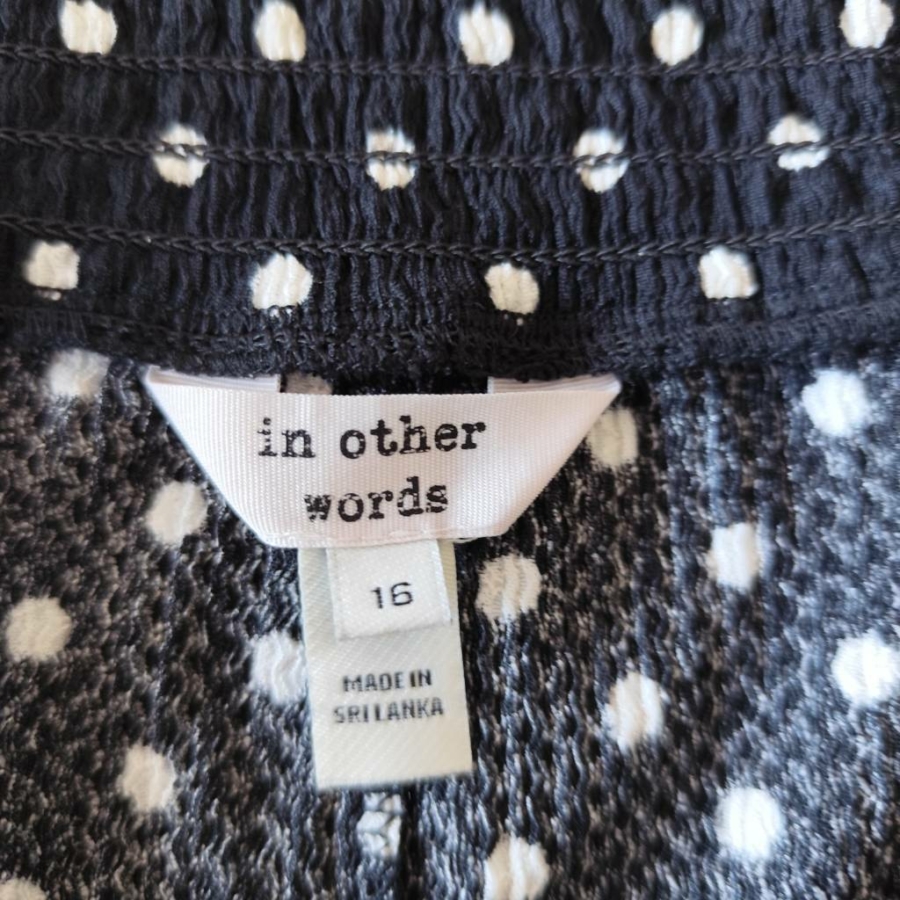 in other
words
16
MADE IN
SRI LANKA